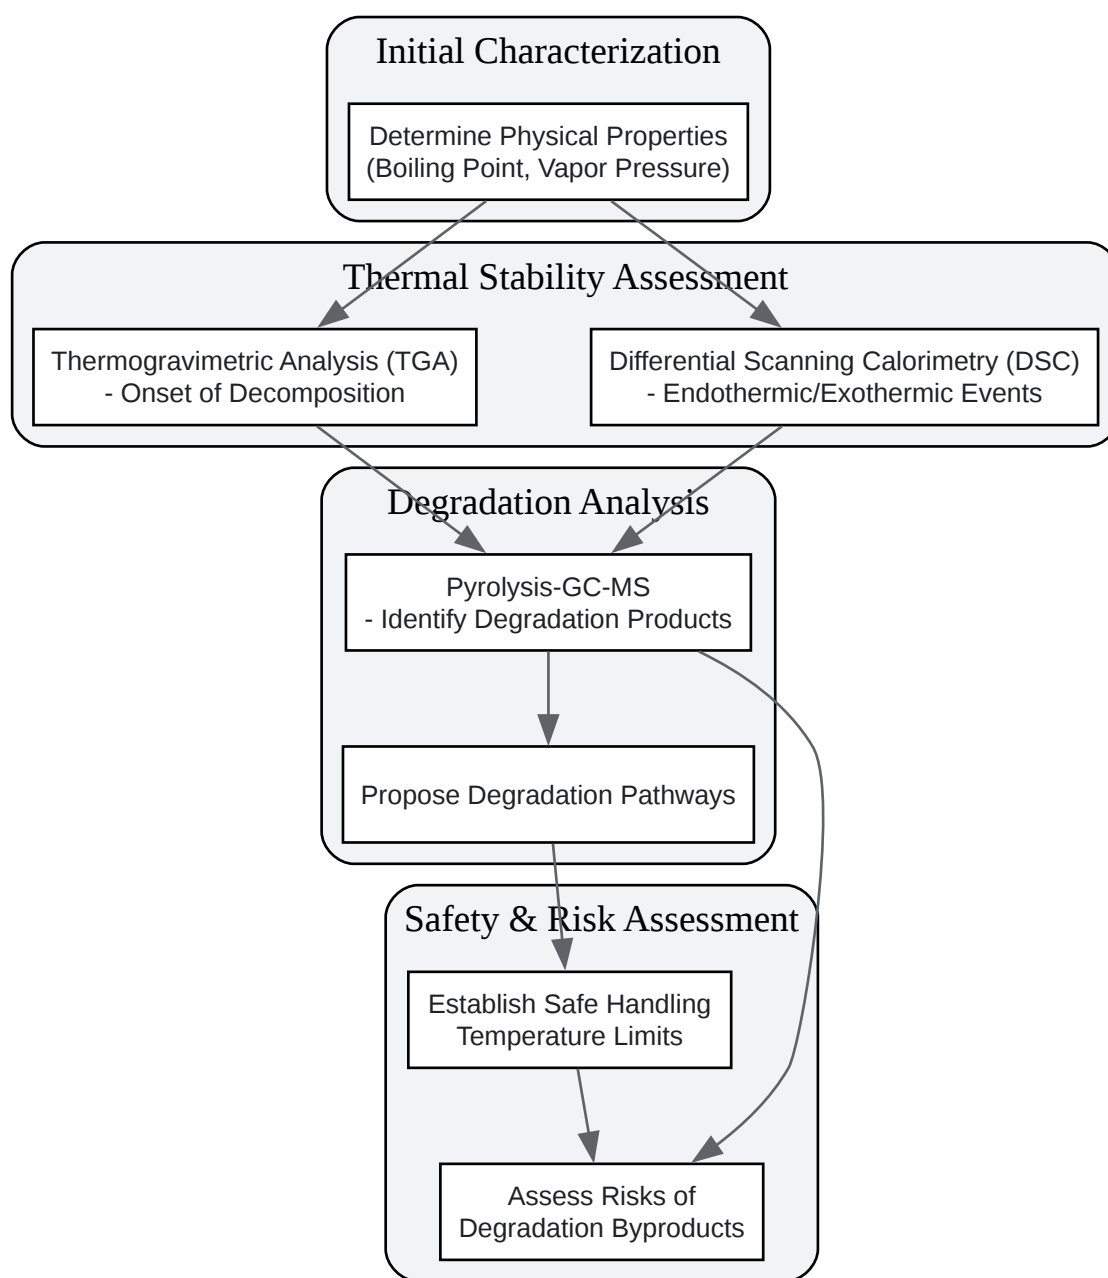 Initial Characterization
Determine Physical Properties
(Boiling Point, Vapor Pressure)
Thermal Stability Assessment
Thermogravimetric Analysis (TGA)
- Onset of Decomposition
Differential Scanning Calorimetry (DSC)
- Endothermic/Exothermic Events
Degradation Analysis
Pyrolysis-GC-MS
- Identify Degradation Products
Propose Degradation Pathways
Safety & Risk Assessment
Establish Safe Handling
Temperature Limits
Assess Risks of
Degradation Byproducts